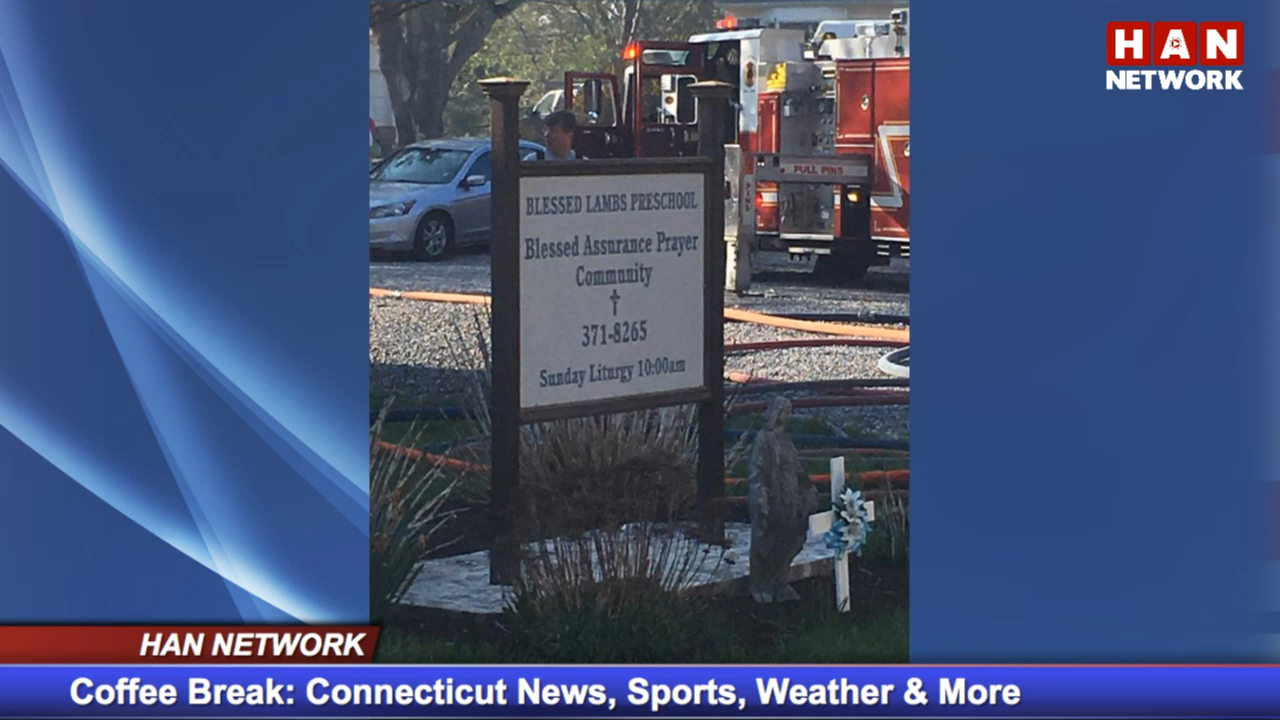 HAN
NETWORK
PULL PINS
BLESSED LAMBS PRESCHOOL
Blessed Assurance Prayer
Community
371-8265
Sunday Liturgy 10:00am
HAN NETWORK
Coffee Break: Connecticut News, Sports, Weather & More